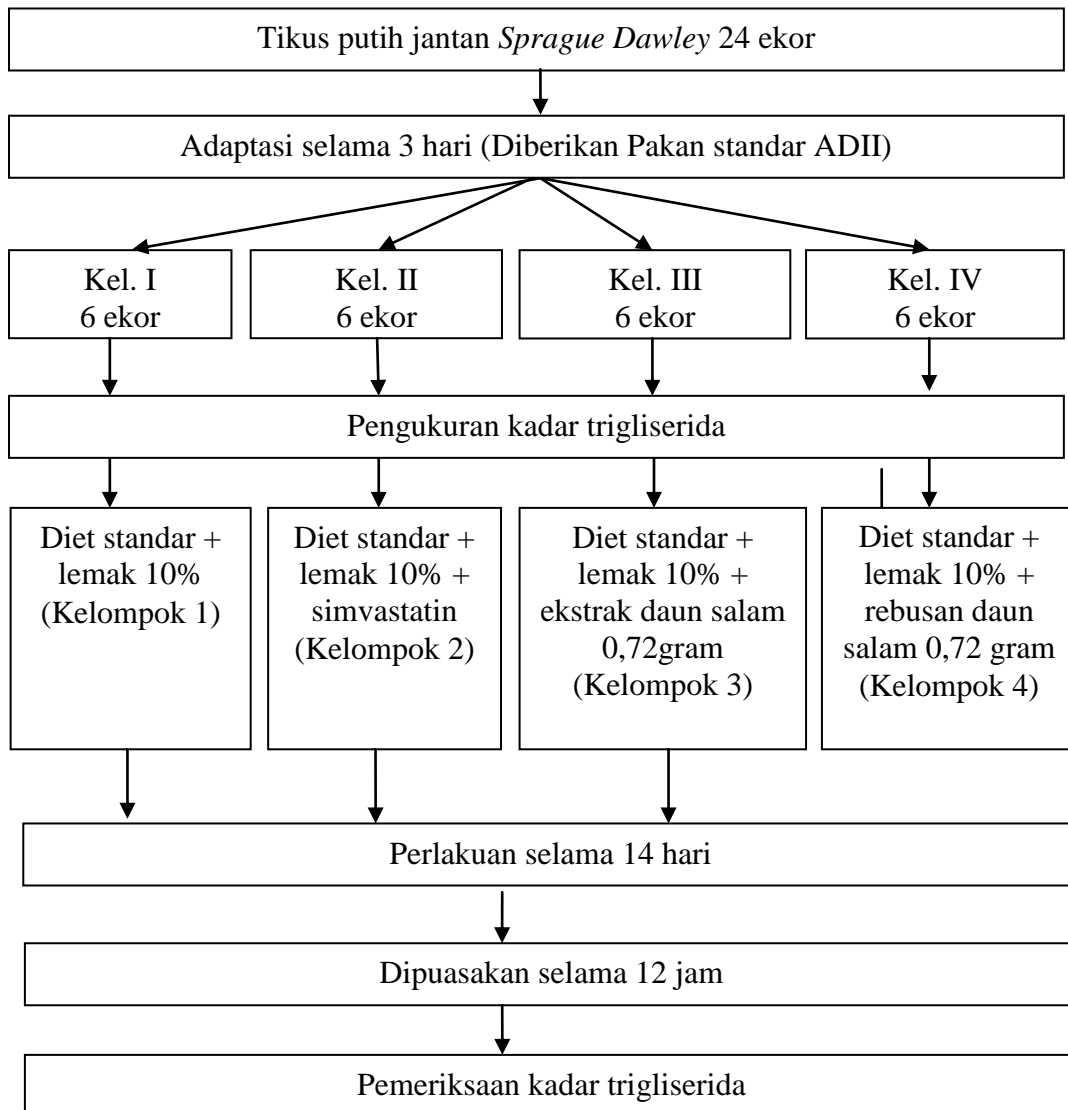 Tikus putih jantan Sprague Dawley 24 ekor
Adaptasi selama 3 hari (Diberikan Pakan standar ADII)
Kel. I
6 ekor
Kel. II
6 ekor
Kel. III
6 ekor
Kel. IV
6 ekor
Pengukuran kadar trigliserida
Diet standar +
lemak 10%
(Kelompok 1)
Diet standar +
lemak 10% +
simvastatin
(Kelompok 2)
Diet standar +
lemak 10% +
ekstrak daun salam
0,72gram
(Kelompok 3)
Diet standar +
lemak 10% +
rebusan daun
salam 0,72 gram
(Kelompok 4)
Perlakuan selama 14 hari
Dipuasakan selama 12 jam
Pemeriksaan kadar trigliserida